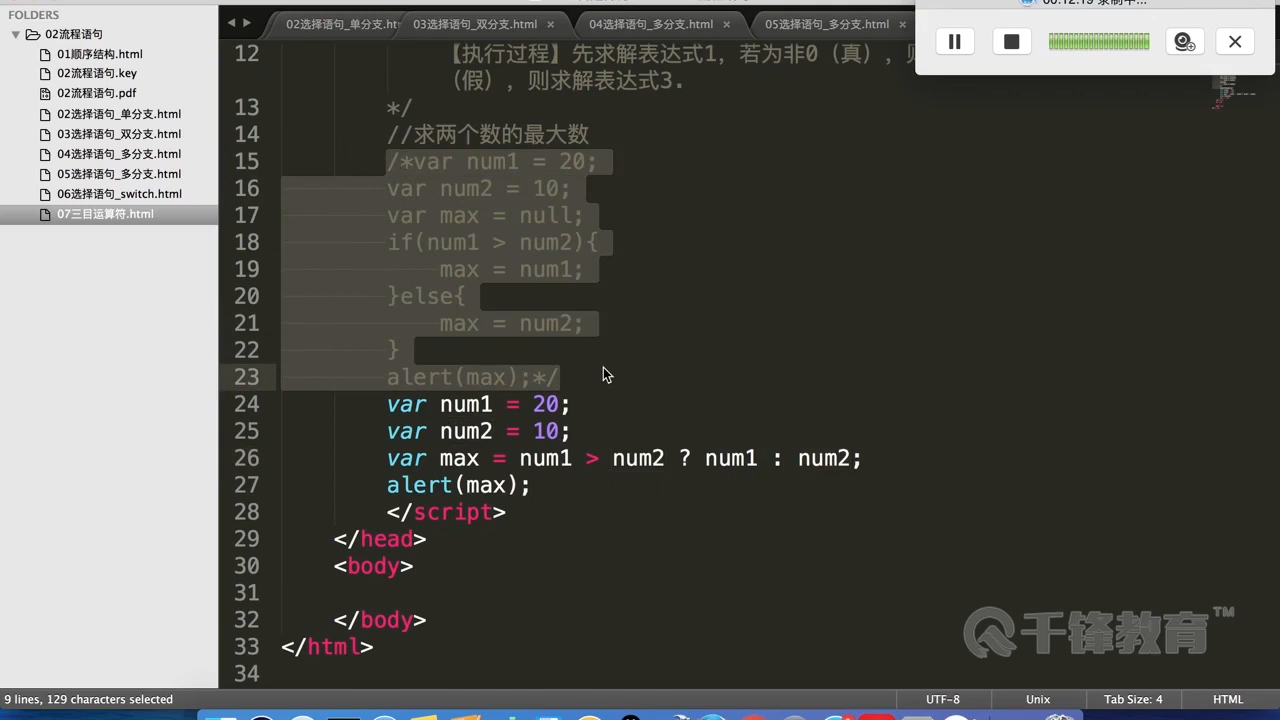 FOLDERS
02流程语句
01顺序结构.html
02流程语句.key
02流程语句.pdf
02选择语句_单分支.html
03选择语句_双分支.html
04选择语句_多分支.html
05选择语句_多分支.html
06选择语句_switch.html
07三目运算符.html
02选择语句_单分支.ht
03选择语句_双分支.html ×
04选择语句_多分支.html ×
05选择语句_多分支.html ×
00:12:19 录制中...
12 【执行过程】先求解表达式1，若为非0（真），
（假），则求解表达式3.
13 */
14 //求两个数的最大数
15 /*var num1 = 20;
16 var num2 = 10;
17 var max = null;
18 if(num1 > num2){
19 max = num1;
20 }else{
21 max = num2;
22 }
23 alert(max);*/
24 var num1 = 20;
25 var num2 = 10;
26 var max = num1 > num2 ? num1 : num2;
27 alert(max);
28 </script>
29 </head>
30 <body>
31
32 </body>
33 </html>
34
千锋教育™
9 lines, 129 characters selected
UTF-8
Unix
Tab Size: 4
HTML